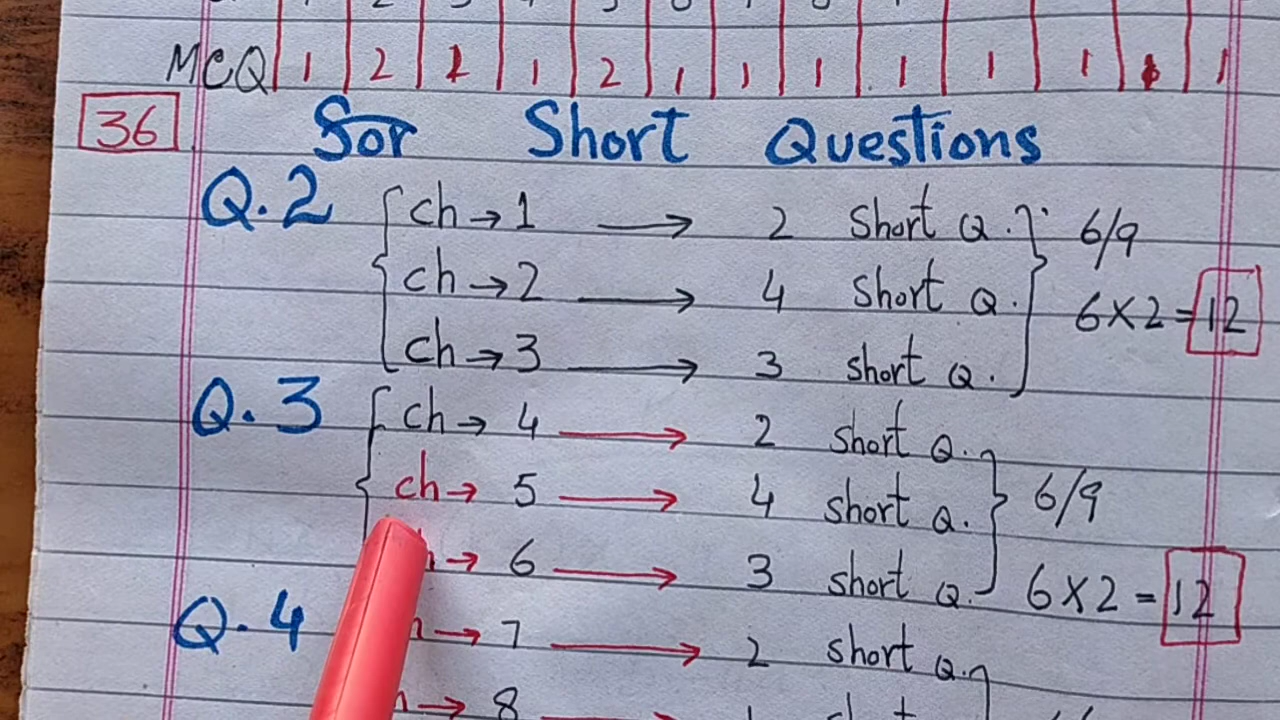 MCQ 1 2 1 1 2 1 1 1 1 1 1 1
36 For Short Questions
Q.2 ch → 1 → 2 Short Q. 6/9
ch → 2 → 4 Short Q. 6×2 = 12
ch → 3 → 3 short Q.
Q.3 ch → 4 → 2 short Q.
ch → 5 → 4 short Q. 6/9
→ 6 → 3 short Q. 6×2 = 12
Q.4 → 7 → 2 short Q.
→ 8